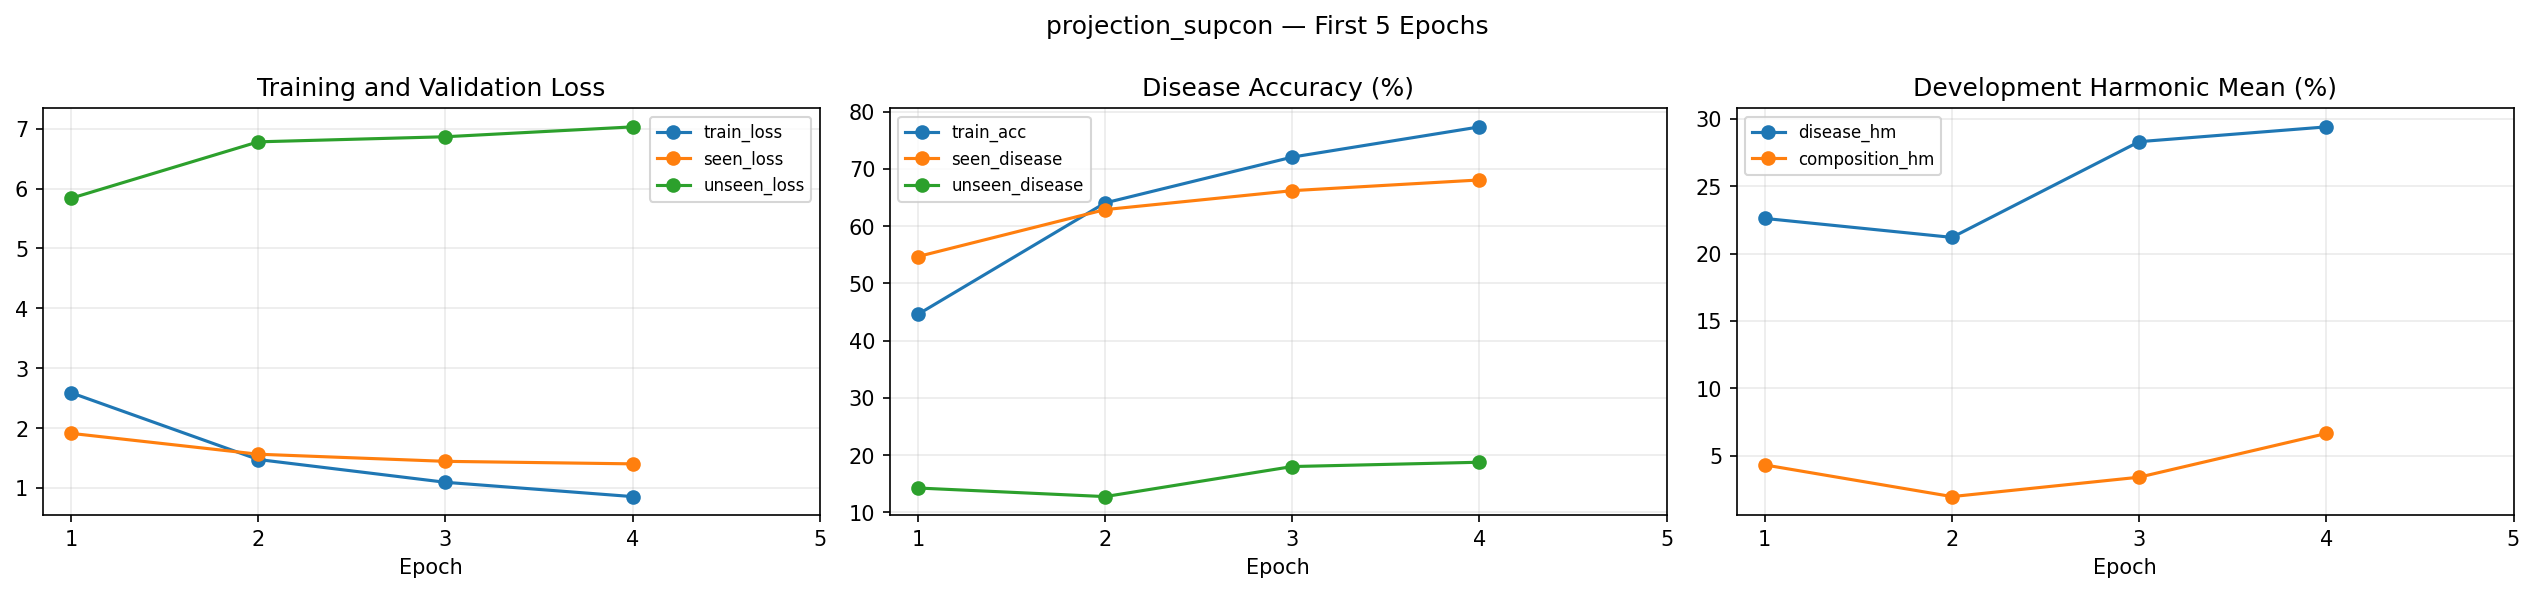 projection_supcon — First 5 Epochs
Training and Validation Loss
train_loss
seen_loss
unseen_loss
7
6
5
4
3
2
1
1 2 3 4 5
Epoch
Disease Accuracy (%)
train_acc
seen_disease
unseen_disease
80
70
60
50
40
30
20
10
1 2 3 4 5
Epoch
Development Harmonic Mean (%)
disease_hm
composition_hm
30
25
20
15
10
5
1 2 3 4 5
Epoch